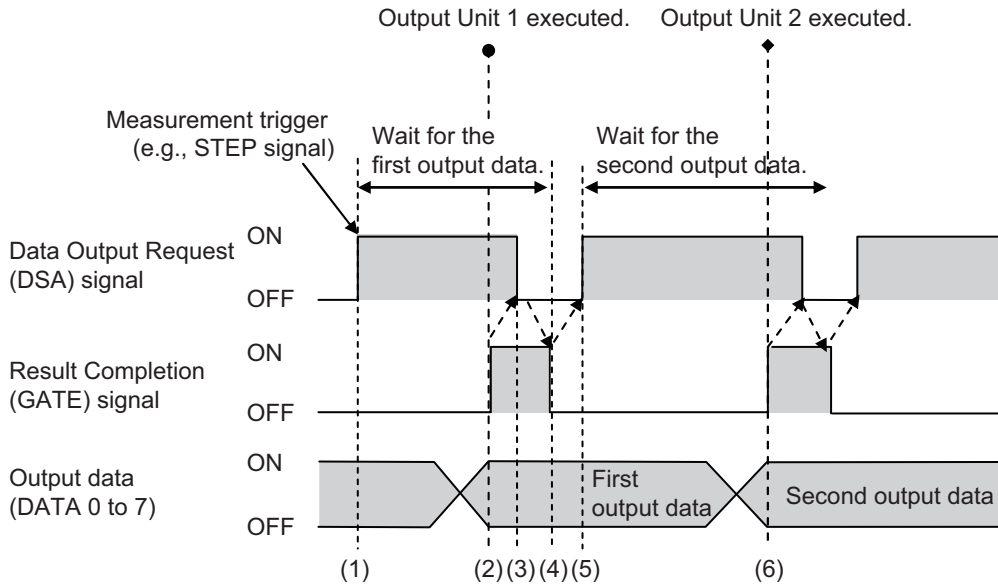 Output Unit 1 executed.
Output Unit 2 executed.
Measurement trigger
(e.g., STEP signal)
Wait for the
first output data.
Wait for the
second output data.
Data Output Request
(DSA) signal
ON
OFF
Result Completion
(GATE) signal
ON
OFF
Output data
(DATA 0 to 7)
ON
OFF
First
output data
Second output data
(1)
(2)
(3)
(4)
(5)
(6)